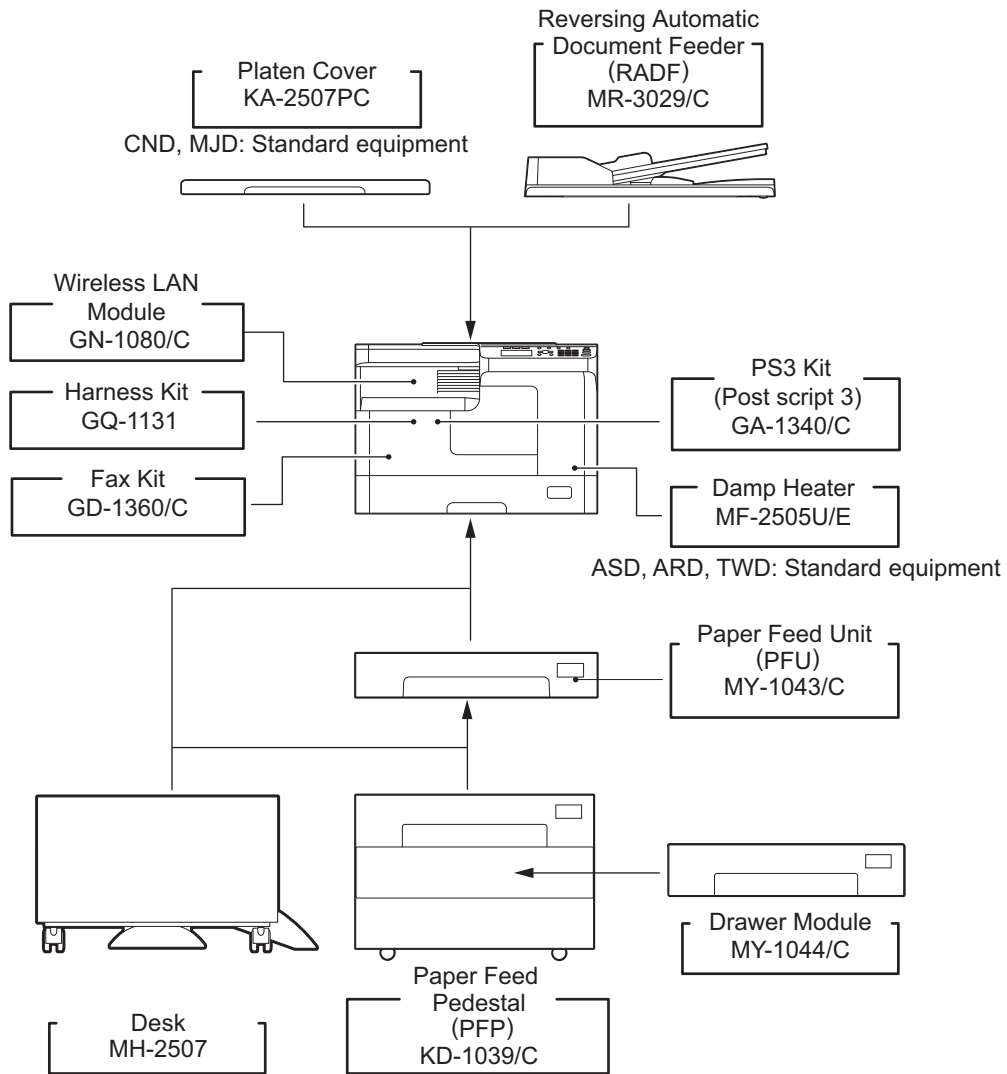 Platen Cover
KA-2507PC
CND, MJD: Standard equipment
Reversing Automatic
Document Feeder
(RADF)
MR-3029/C
Wireless LAN
Module
GN-1080/C
Harness Kit
GQ-1131
Fax Kit
GD-1360/C
PS3 Kit
(Post script 3)
GA-1340/C
Damp Heater
MF-2505U/E
ASD, ARD, TWD: Standard equipment
Paper Feed Unit
(PFU)
MY-1043/C
Drawer Module
MY-1044/C
Paper Feed
Pedestal
(PFP)
KD-1039/C
Desk
MH-2507